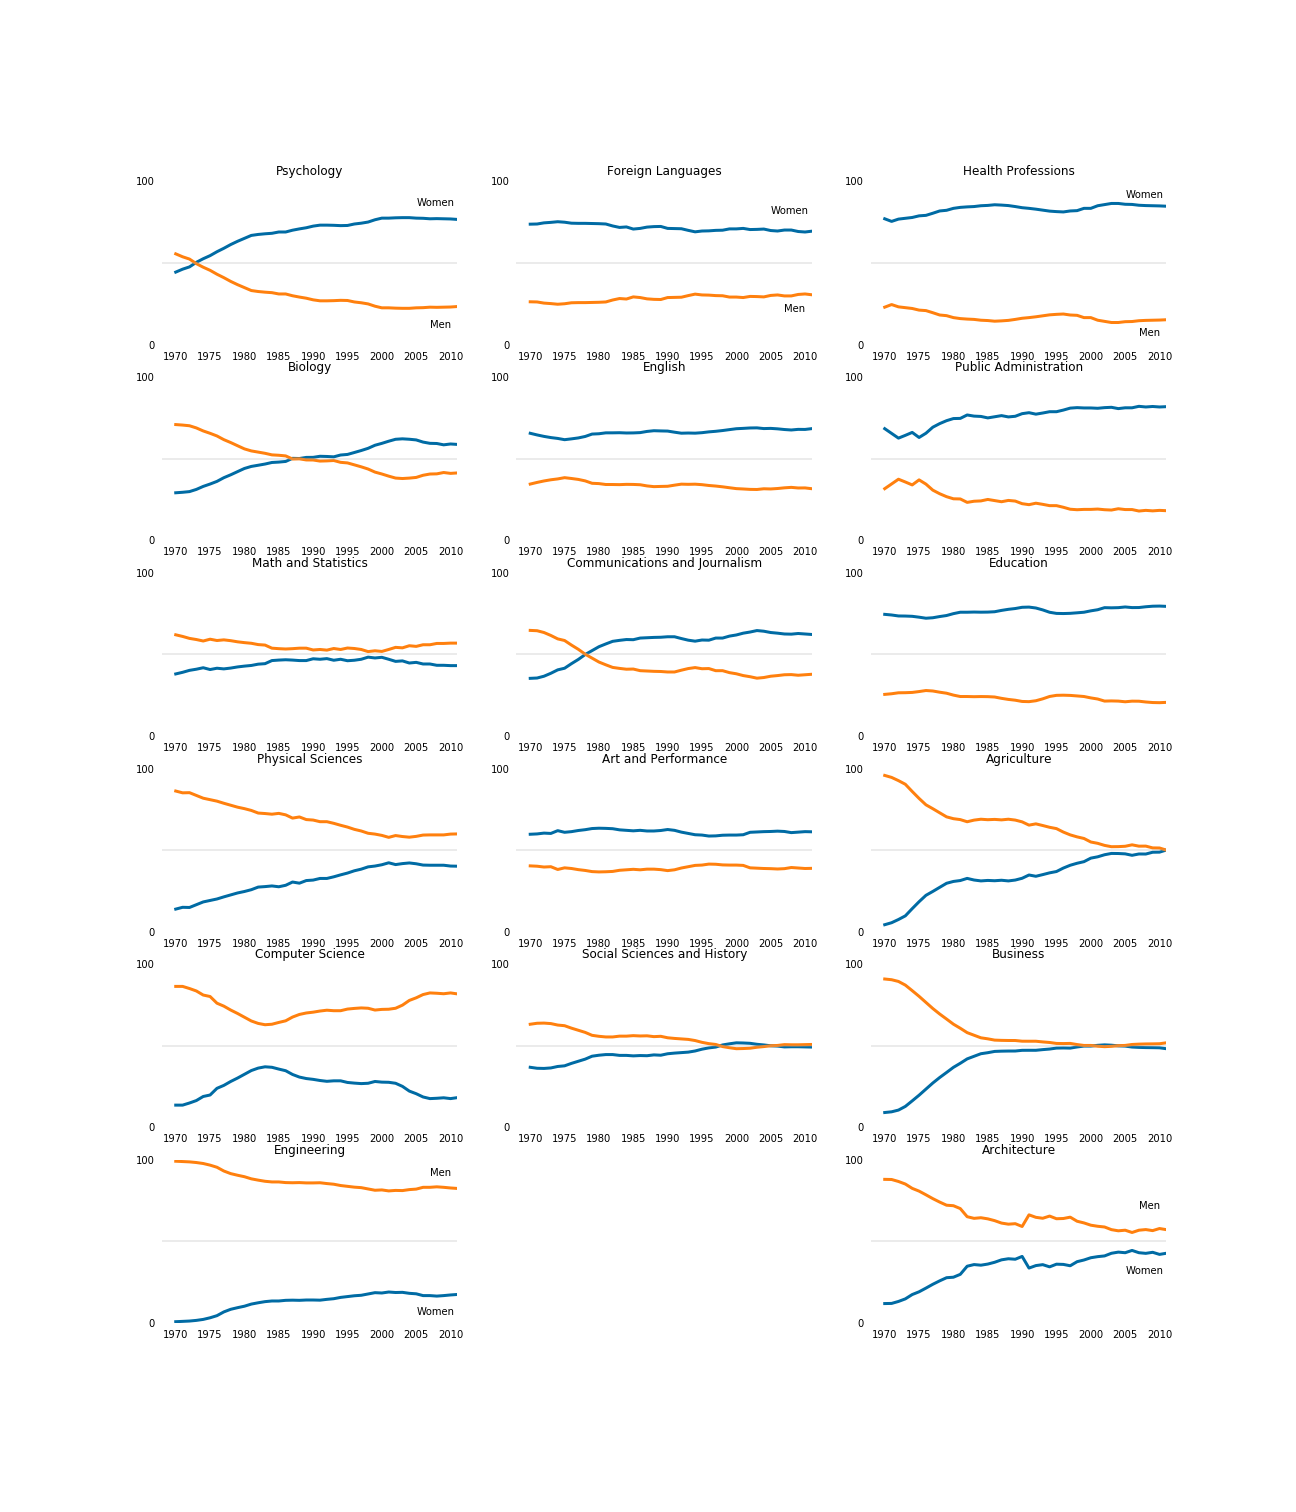 Psychology Foreign Languages Health Professions
100 100 100
Women Women Women
Men Men Men
0 0 0
1970 1975 1980 1985 1990 1995 2000 2005 2010 1970 1975 1980 1985 1990 1995 2000 2005 2010 1970 1975 1980 1985 1990 1995 2000 2005 2010
Biology English Public Administration
100 100 100
0 0 0
1970 1975 1980 1985 1990 1995 2000 2005 2010 1970 1975 1980 1985 1990 1995 2000 2005 2010 1970 1975 1980 1985 1990 1995 2000 2005 2010
Math and Statistics Communications and Journalism Education
100 100 100
0 0 0
1970 1975 1980 1985 1990 1995 2000 2005 2010 1970 1975 1980 1985 1990 1995 2000 2005 2010 1970 1975 1980 1985 1990 1995 2000 2005 2010
Physical Sciences Art and Performance Agriculture
100 100 100
0 0 0
1970 1975 1980 1985 1990 1995 2000 2005 2010 1970 1975 1980 1985 1990 1995 2000 2005 2010 1970 1975 1980 1985 1990 1995 2000 2005 2010
Computer Science Social Sciences and History Business
100 100 100
0 0 0
1970 1975 1980 1985 1990 1995 2000 2005 2010 1970 1975 1980 1985 1990 1995 2000 2005 2010 1970 1975 1980 1985 1990 1995 2000 2005 2010
Engineering Architecture
100 100
Men Men
Women Women
0 0
1970 1975 1980 1985 1990 1995 2000 2005 2010 1970 1975 1980 1985 1990 1995 2000 2005 2010